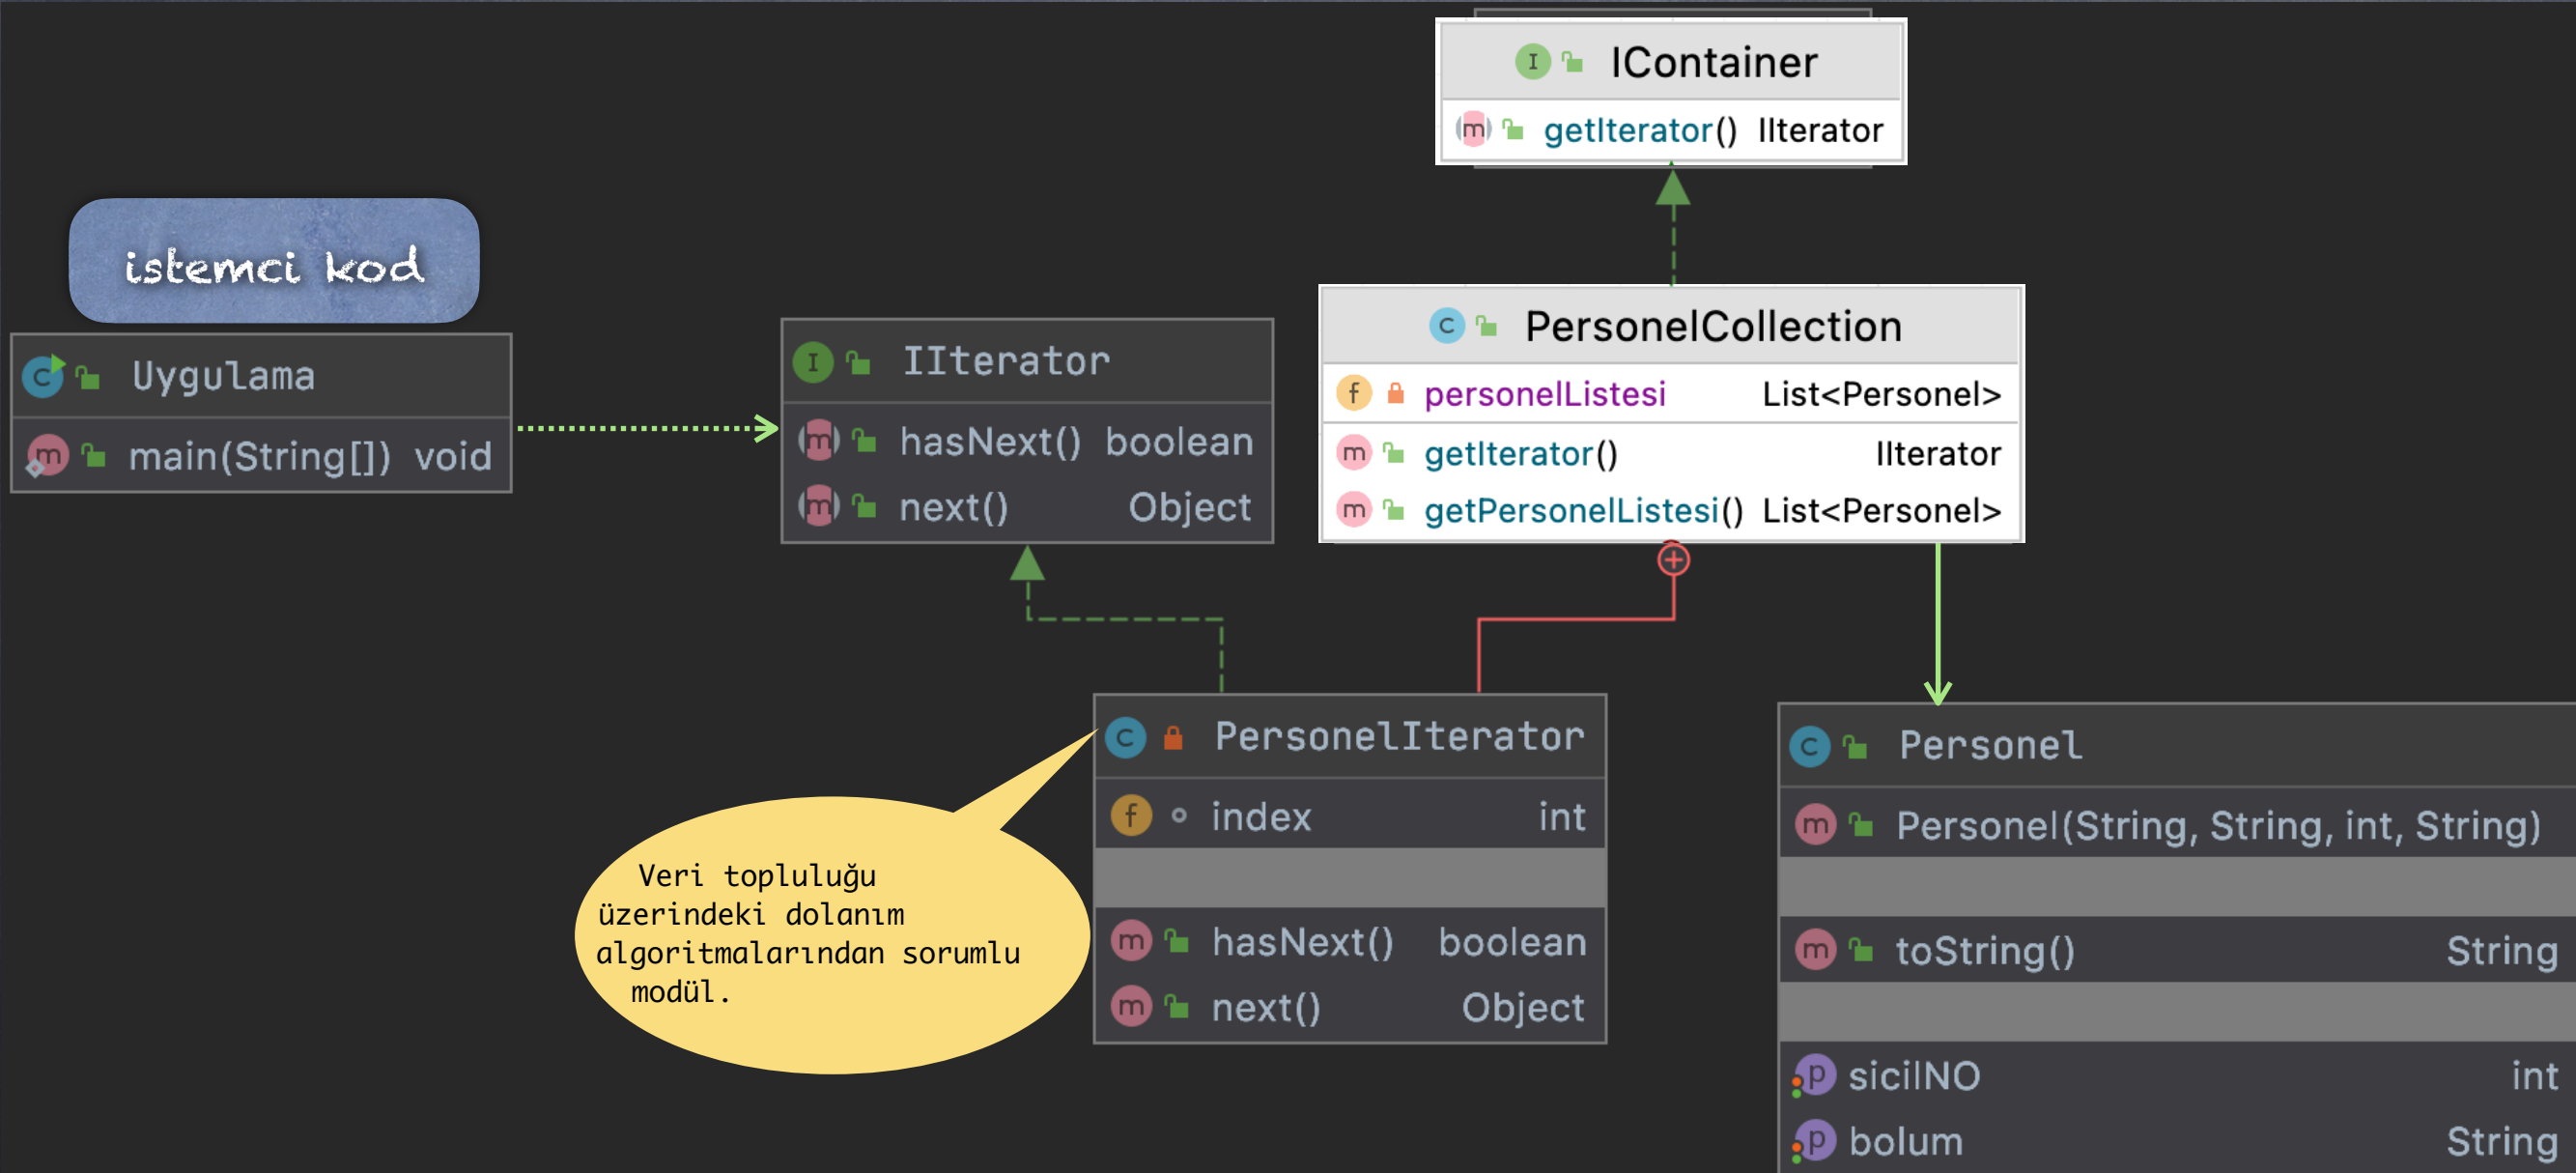 IContainer
getIterator() IIterator
istemci kod
Uygulama
main(String[]) void
IIterator
hasNext() boolean
next() Object
PersonelCollection
personelListesi List<Personel>
getIterator() IIterator
getPersonelListesi() List<Personel>
PersonelIterator
index int
hasNext() boolean
next() Object
Veri topluluğu
üzerindeki dolanım
algoritmalarından sorumlu
modül.
Personel
Personel(String, String, int, String)
toString() String
sicilNO int
bolum String